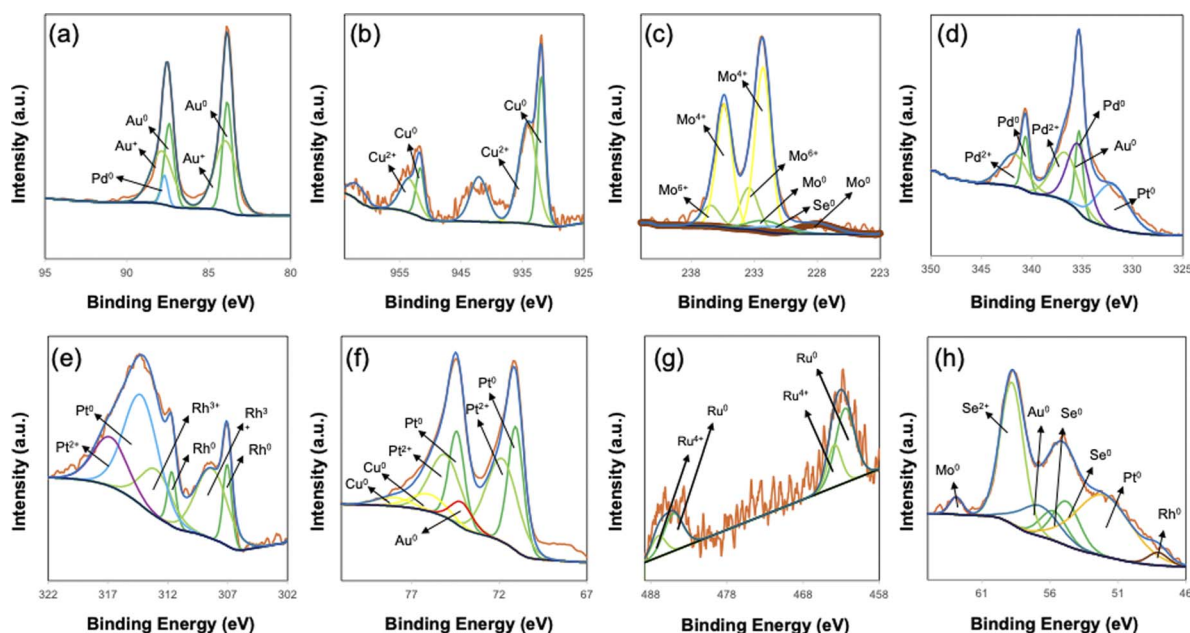 (a)
Intensity (a.u.)
Au⁰
Au⁰
Au⁺
Au⁺
Pd⁰
95
90
85
80
Binding Energy (eV)
(b)
Intensity (a.u.)
Cu⁰
Cu⁰
Cu²⁺
Cu²⁺
955
945
935
925
Binding Energy (eV)
(c)
Intensity (a.u.)
Mo⁴⁺
Mo⁴⁺
Mo⁶⁺
Mo⁶⁺
Mo⁰
Mo⁰
Se⁰
238
233
228
223
Binding Energy (eV)
(d)
Intensity (a.u.)
Pd⁰
Pd⁰
Pd²⁺
Au⁰
Pd²⁺
Pt⁰
350
345
340
335
330
325
Binding Energy (eV)
(e)
Intensity (a.u.)
Pt⁰
Rh³⁺
Rh³
+
Pt²⁺
Rh⁰
Rh⁰
322
317
312
307
302
Binding Energy (eV)
(f)
Intensity (a.u.)
Pt⁰
Pt⁰
Pt²⁺
Pt²⁺
Cu⁰
Cu⁰
Au⁰
77
72
67
Binding Energy (eV)
(g)
Intensity (a.u.)
Ru⁰
Ru⁴⁺
Ru⁰
Ru⁴⁺
488
478
468
458
Binding Energy (eV)
(h)
Intensity (a.u.)
Se²⁺
Au⁰
Se⁰
Se⁰
Pt⁰
Mo⁰
Rh⁰
61
56
51
46
Binding Energy (eV)